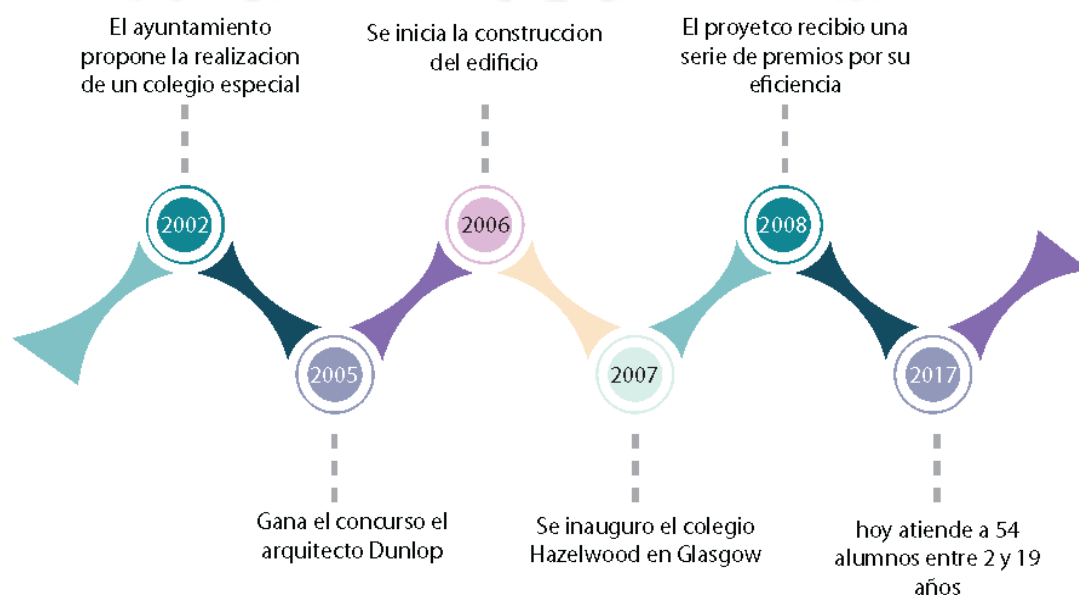 El ayuntamiento
propone la realizacion
de un colegio especial
Se inicia la construccion
del edificio
El proyetco recibio una
serie de premios por su
eficiencia
2002
2006
2008
2005
2007
2017
Gana el concurso el
arquitecto Dunlop
Se inauguro el colegio
Hazelwood en Glasgow
hoy atiende a 54
alumnos entre 2 y 19
años